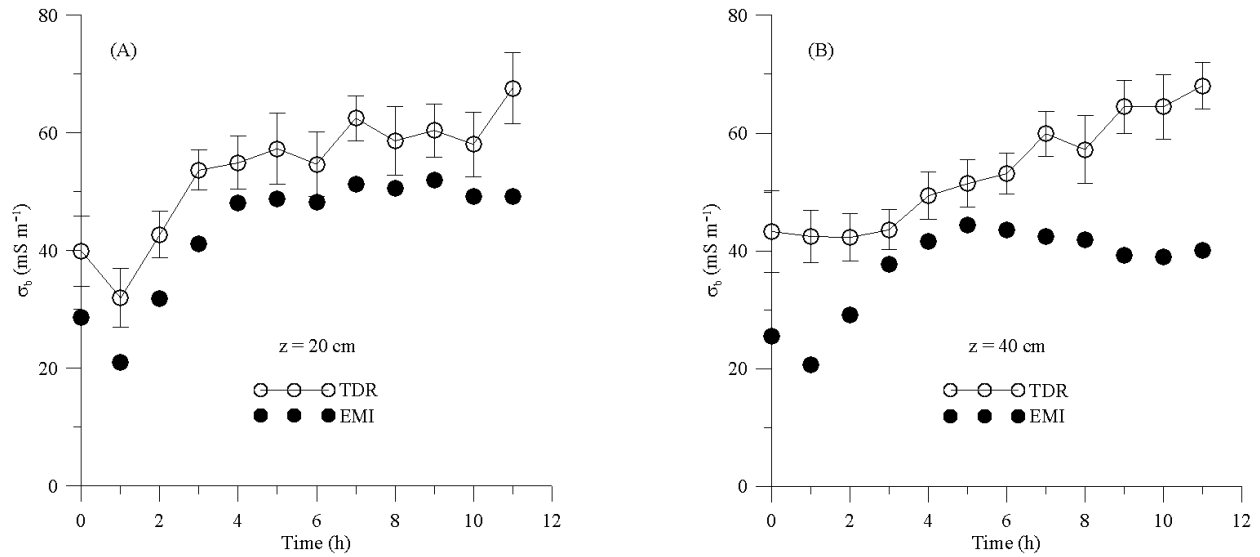 (A)
80
60
40
20
0
σb (mS m⁻¹)
z = 20 cm
TDR
EMI
0 2 4 6 8 10 12
Time (h)
(B)
80
60
40
20
0
σb (mS m⁻¹)
z = 40 cm
TDR
EMI
0 2 4 6 8 10 12
Time (h)